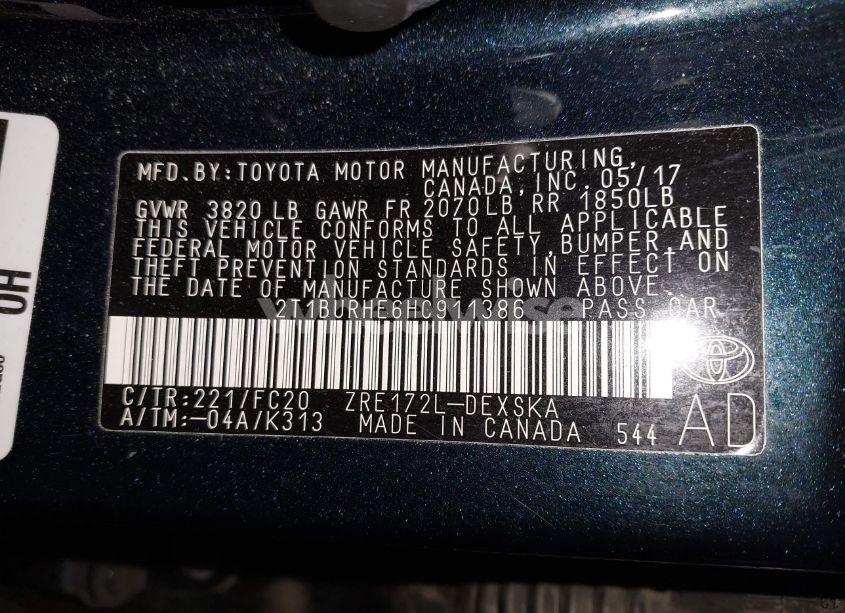 MFD. BY: TOYOTA MOTOR MANUFACTURING,
CANADA, INC. 05/17
GVWR 3820 LB GAWR FR 2070LB, RR 1850LB
THIS VEHICLE CONFORMS TO ALL APPLICABLE
FEDERAL MOTOR VEHICLE SAFETY, BUMPER, AND
THEFT PREVENTION STANDARDS IN EFFECT ON
THE DATE OF MANUFACTURE SHOWN ABOVE.
2T1BURHE6HC911386 PASS CAR
C/TR: 221/FC20 ZRE172L-DEXSKA
A/TM: -04A/K313 MADE IN CANADA 544 AD
HO